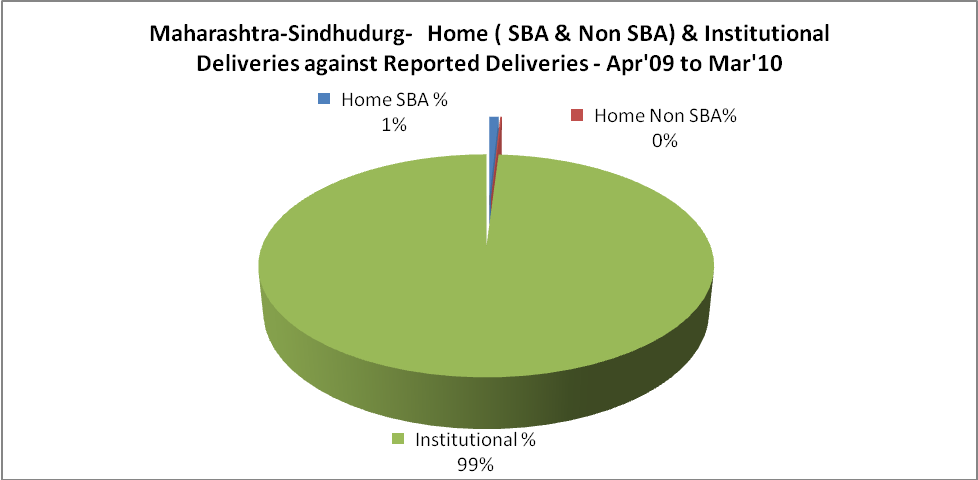 Maharashtra-Sindhudurg- Home ( SBA & Non SBA) & Institutional
Deliveries against Reported Deliveries - Apr'09 to Mar'10
Home SBA %
1%
Home Non SBA%
0%
Institutional %
99%